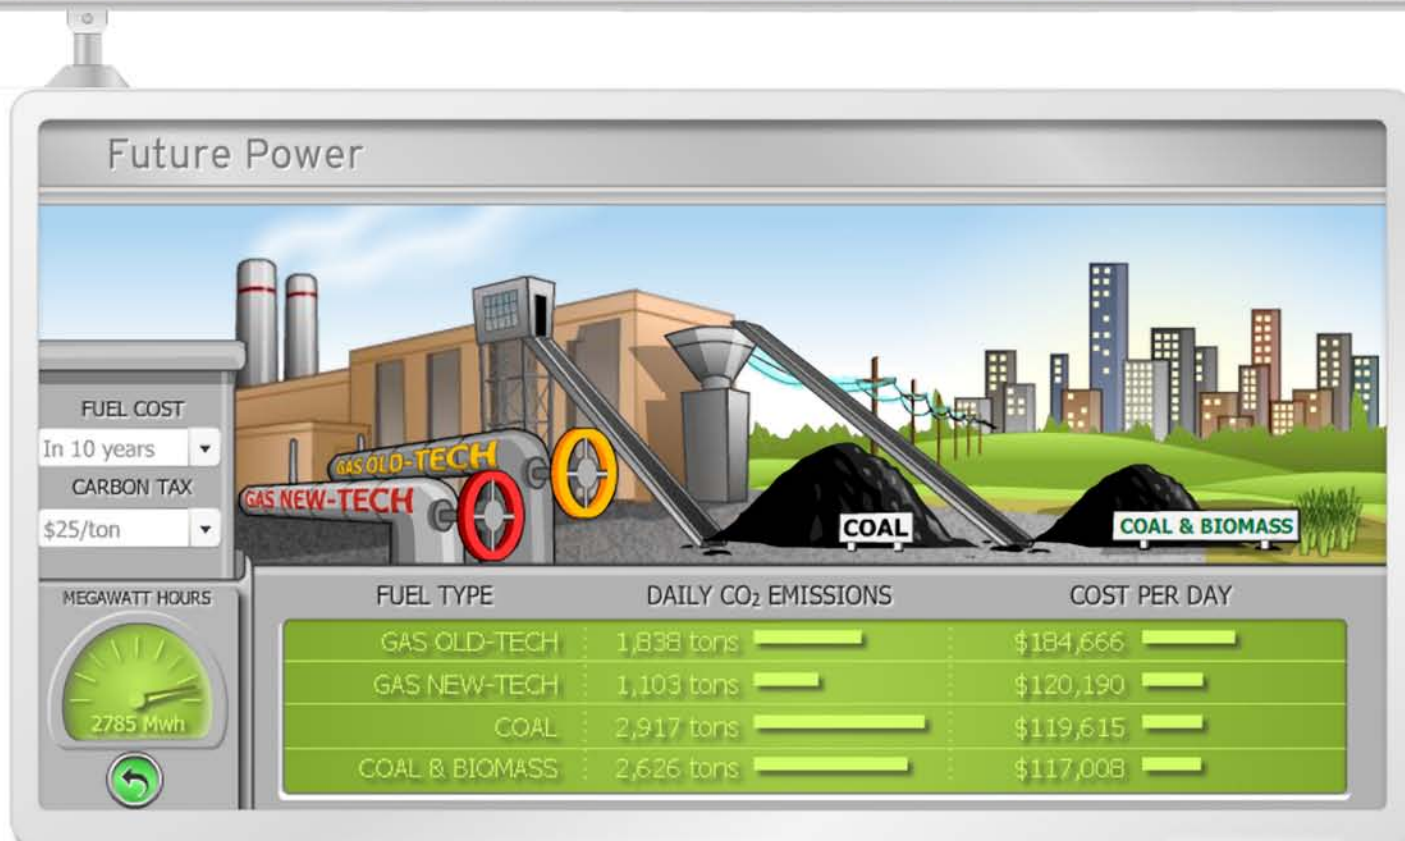 Future Power
FUEL COST
In 10 years
CARBON TAX
$25/ton
GAS OLD-TECH
GAS NEW-TECH
COAL
COAL & BIOMASS
MEGAWATT HOURS
2785 Mwh
FUEL TYPE DAILY CO₂ EMISSIONS COST PER DAY
GAS OLD-TECH 1,838 tons $184,666
GAS NEW-TECH 1,103 tons $120,190
COAL 2,917 tons $119,615
COAL & BIOMASS 2,626 tons $117,008